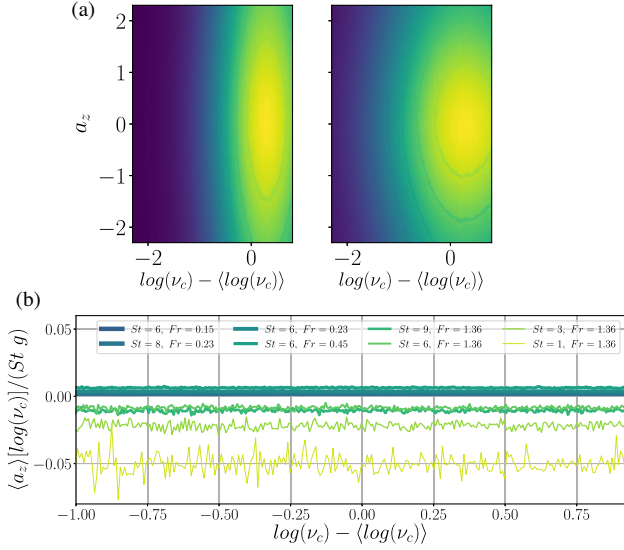 (a)
2
1
0
−1
−2
a_z
−2 0
−2 0
log(ν_c) − ⟨log(ν_c)⟩
log(ν_c) − ⟨log(ν_c)⟩
(b)
0.05
0.00
−0.05
⟨a_z⟩[log(ν_c)]/(St g)
St = 6, Fr = 0.15 St = 6, Fr = 0.23 St = 9, Fr = 1.36 St = 3, Fr = 1.36
St = 8, Fr = 0.23 St = 6, Fr = 0.45 St = 6, Fr = 1.36 St = 1, Fr = 1.36
−1.00 −0.75 −0.50 −0.25 0.00 0.25 0.50 0.75
log(ν_c) − ⟨log(ν_c)⟩